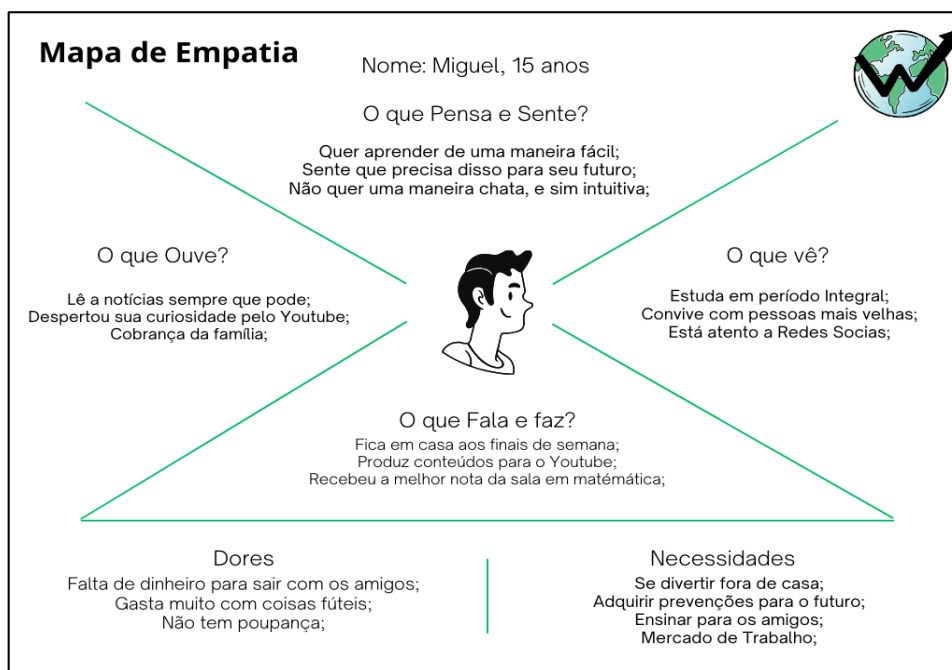 Mapa de Empatia
Nome: Miguel, 15 anos
O que Pensa e Sente?
Quer aprender de uma maneira fácil;
Sente que precisa disso para seu futuro;
Não quer uma maneira chata, e sim intuitiva;
O que Ouve?
Lê a notícias sempre que pode;
Despertou sua curiosidade pelo Youtube;
Cobrança da família;
O que vê?
Estuda em período Integral;
Convive com pessoas mais velhas;
Está atento a Redes Socias;
O que Fala e faz?
Fica em casa aos finais de semana;
Produz conteúdos para o Youtube;
Recebeu a melhor nota da sala em matémática;
Dores
Falta de dinheiro para sair com os amigos;
Gasta muito com coisas fúteis;
Não tem poupança;
Necessidades
Se divertir fora de casa;
Adquirir prevenções para o futuro;
Ensinar para os amigos;
Mercado de Trabalho;